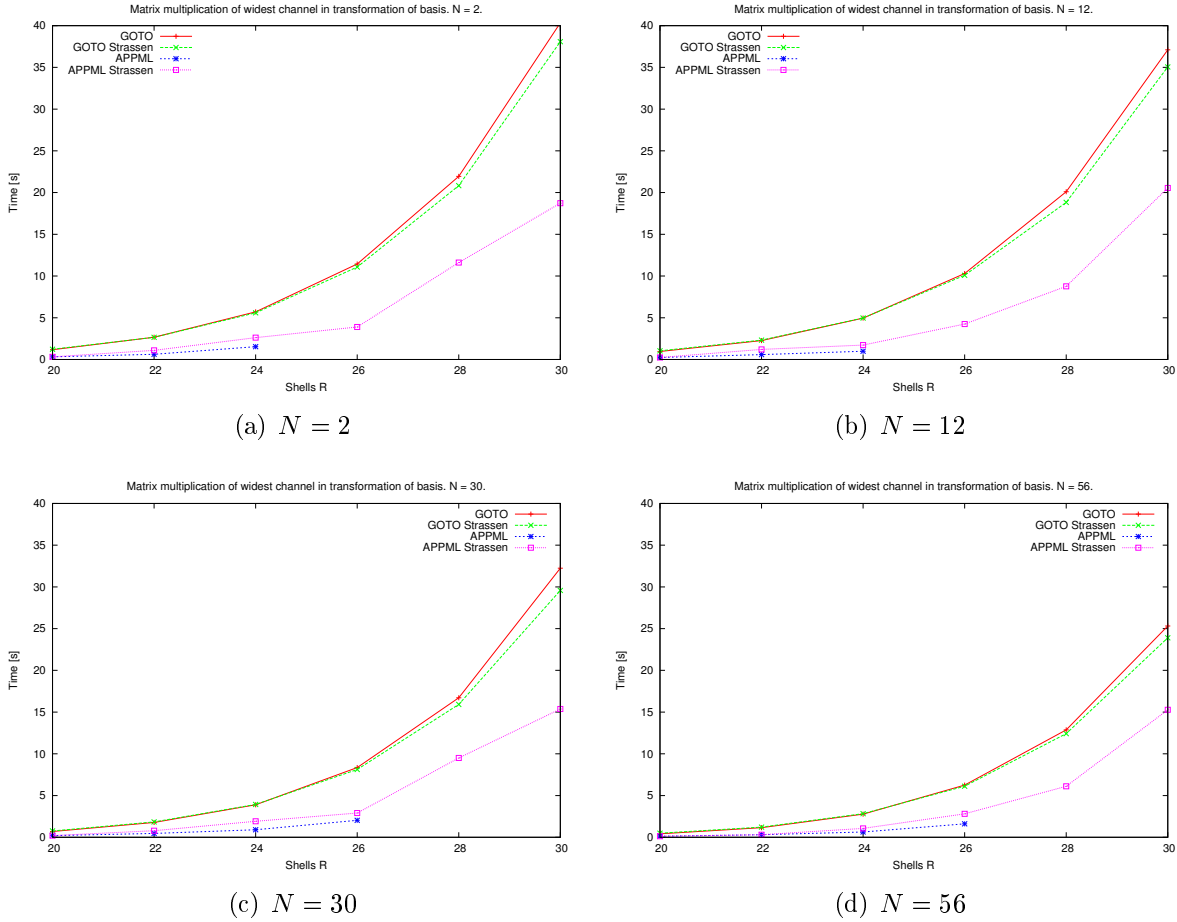 Matrix multiplication of widest channel in transformation of basis. N = 2.
GOTO
GOTO Strassen
APPML
APPML Strassen
40
35
30
25
20
15
10
5
0
Time [s]
20 22 24 26 28 30
Shells R
(a) N = 2
Matrix multiplication of widest channel in transformation of basis. N = 12.
GOTO
GOTO Strassen
APPML
APPML Strassen
40
35
30
25
20
15
10
5
0
Time [s]
20 22 24 26 28 30
Shells R
(b) N = 12
Matrix multiplication of widest channel in transformation of basis. N = 30.
GOTO
GOTO Strassen
APPML
APPML Strassen
40
35
30
25
20
15
10
5
0
Time [s]
20 22 24 26 28 30
Shells R
(c) N = 30
Matrix multiplication of widest channel in transformation of basis. N = 56.
GOTO
GOTO Strassen
APPML
APPML Strassen
40
35
30
25
20
15
10
5
0
Time [s]
20 22 24 26 28 30
Shells R
(d) N = 56